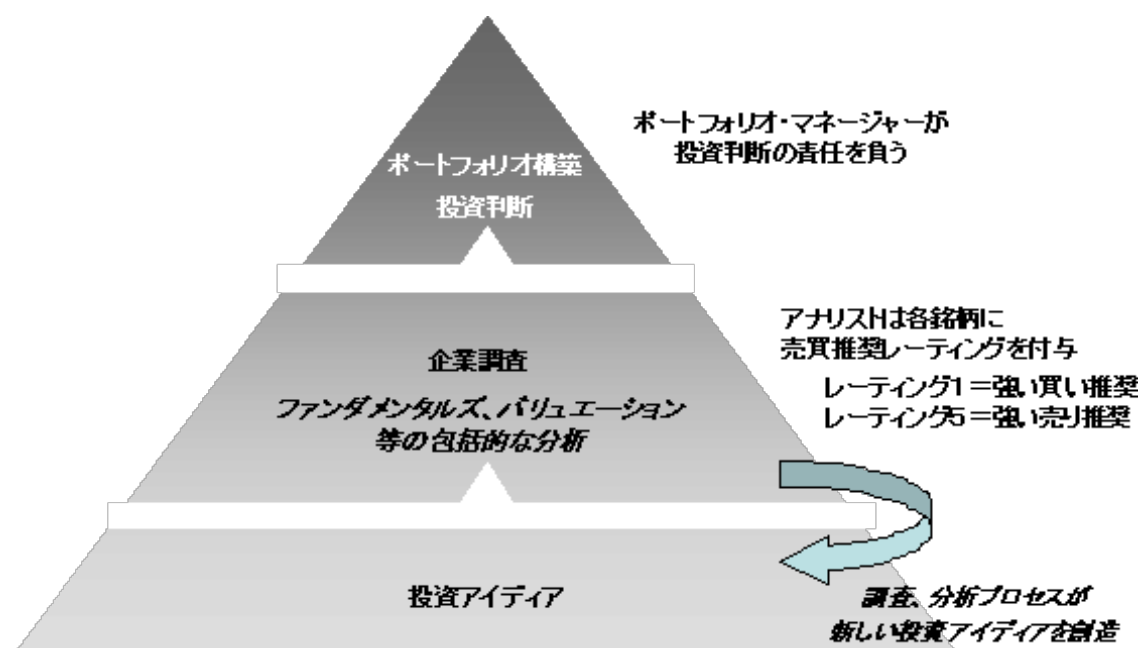 ポートフォリオ・マネージャーが
投資判断の責任を負う
ポートフォリオ構築
投資判断
アナリストは各銘柄に
売買推奨レーティングを付与
レーティング1=強い買い推奨
レーティング5=強い売り推奨
企業調査
ファンダメンタルズ、バリュエーション
等の包括的な分析
投資アイディア
調査、分析プロセスが
新しい投資アイディアを創造